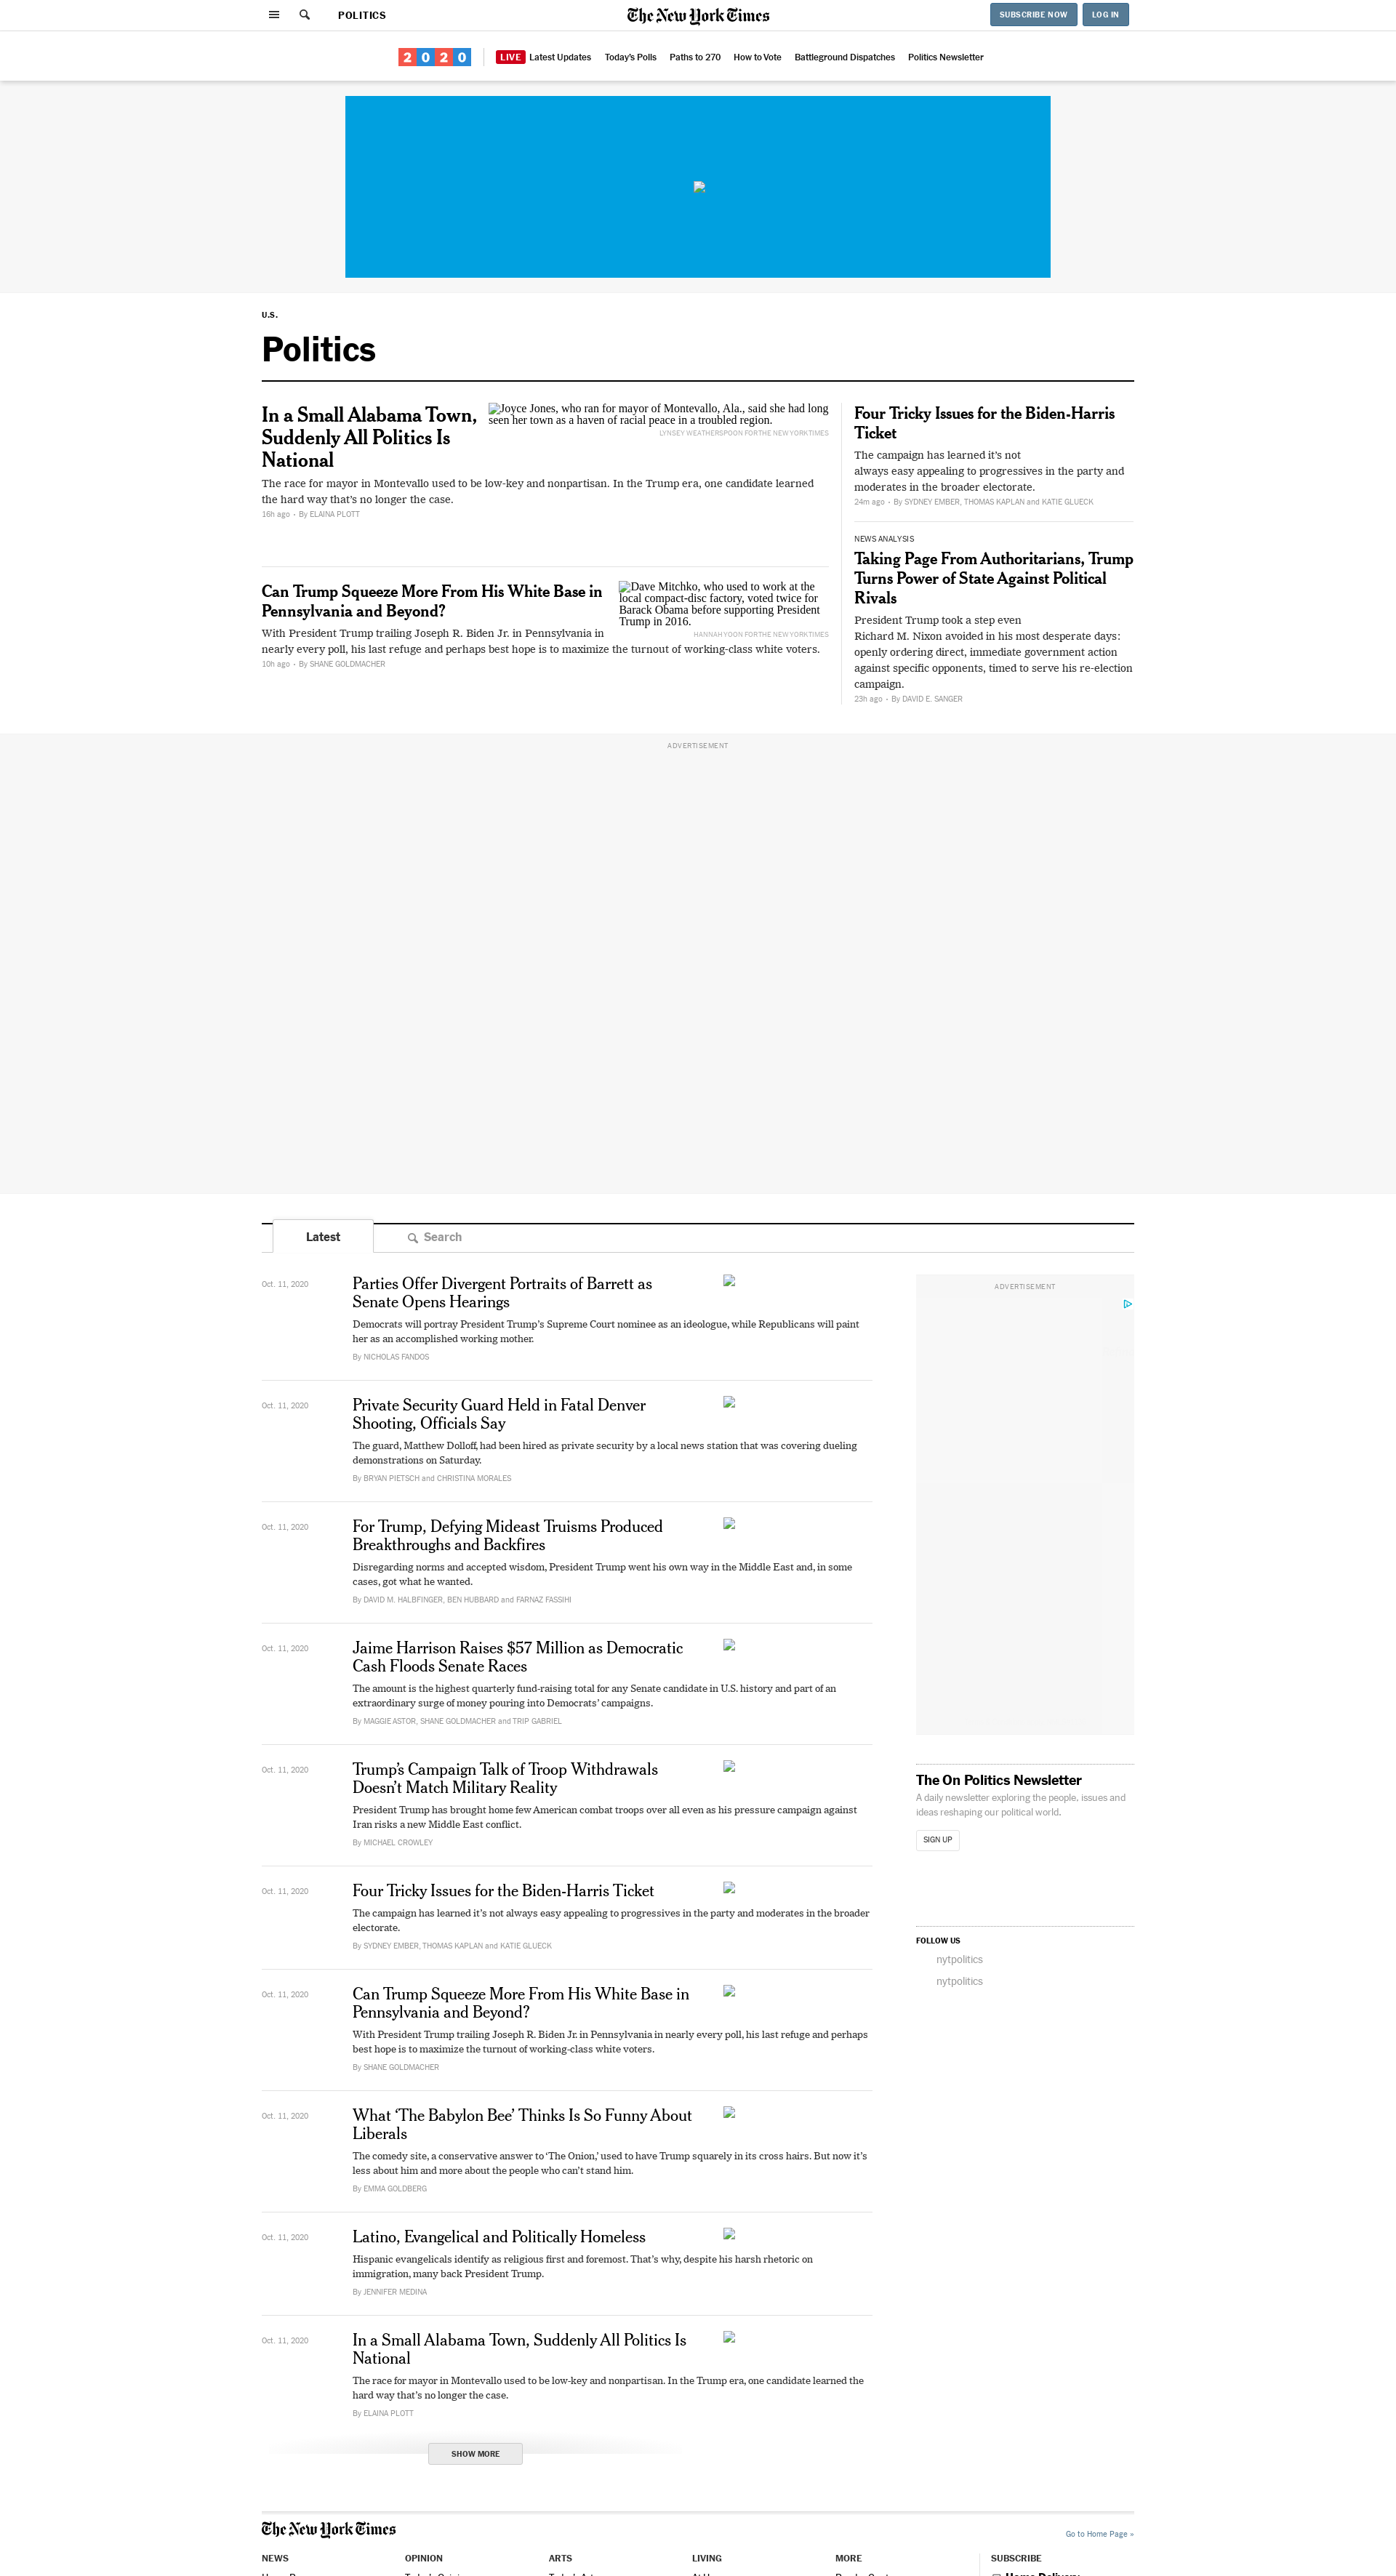 POLITICS
The New York Times
SUBSCRIBE NOW
LOG IN
2020
LIVE Latest Updates
Today's Polls
Paths to 270
How to Vote
Battleground Dispatches
Politics Newsletter
U.S.
Politics
In a Small Alabama Town,
Suddenly All Politics Is
National
Joyce Jones, who ran for mayor of Montevallo, Ala., said she had long
seen her town as a haven of racial peace in a troubled region.
LYNSEY WEATHERSPOON FOR THE NEW YORK TIMES
The race for mayor in Montevallo used to be low-key and nonpartisan. In the Trump era, one candidate learned
the hard way that's no longer the case.
16h ago • By ELAINA PLOTT
Can Trump Squeeze More From His White Base in
Pennsylvania and Beyond?
Dave Mitchko, who used to work at the
local compact-disc factory, voted twice for
Barack Obama before supporting President
Trump in 2016.
HANNAH YOON FOR THE NEW YORK TIMES
With President Trump trailing Joseph R. Biden Jr. in Pennsylvania in
nearly every poll, his last refuge and perhaps best hope is to maximize the turnout of working-class white voters.
10h ago • By SHANE GOLDMACHER
Four Tricky Issues for the Biden-Harris
Ticket
The campaign has learned it's not
always easy appealing to progressives in the party and
moderates in the broader electorate.
24m ago • By SYDNEY EMBER, THOMAS KAPLAN and KATIE GLUECK
NEWS ANALYSIS
Taking Page From Authoritarians, Trump
Turns Power of State Against Political
Rivals
President Trump took a step even
Richard M. Nixon avoided in his most desperate days:
openly ordering direct, immediate government action
against specific opponents, timed to serve his re-election
campaign.
23h ago • By DAVID E. SANGER
ADVERTISEMENT
Latest
Search
Oct. 11, 2020
Parties Offer Divergent Portraits of Barrett as
Senate Opens Hearings
Democrats will portray President Trump's Supreme Court nominee as an ideologue, while Republicans will paint
her as an accomplished working mother.
By NICHOLAS FANDOS
Oct. 11, 2020
Private Security Guard Held in Fatal Denver
Shooting, Officials Say
The guard, Matthew Dolloff, had been hired as private security by a local news station that was covering dueling
demonstrations on Saturday.
By BRYAN PIETSCH and CHRISTINA MORALES
Oct. 11, 2020
For Trump, Defying Mideast Truisms Produced
Breakthroughs and Backfires
Disregarding norms and accepted wisdom, President Trump went his own way in the Middle East and, in some
cases, got what he wanted.
By DAVID M. HALBFINGER, BEN HUBBARD and FARNAZ FASSIHI
Oct. 11, 2020
Jaime Harrison Raises $57 Million as Democratic
Cash Floods Senate Races
The amount is the highest quarterly fund-raising total for any Senate candidate in U.S. history and part of an
extraordinary surge of money pouring into Democrats' campaigns.
By MAGGIE ASTOR, SHANE GOLDMACHER and TRIP GABRIEL
Oct. 11, 2020
Trump's Campaign Talk of Troop Withdrawals
Doesn't Match Military Reality
President Trump has brought home few American combat troops over all even as his pressure campaign against
Iran risks a new Middle East conflict.
By MICHAEL CROWLEY
Oct. 11, 2020
Four Tricky Issues for the Biden-Harris Ticket
The campaign has learned it's not always easy appealing to progressives in the party and moderates in the broader
electorate.
By SYDNEY EMBER, THOMAS KAPLAN and KATIE GLUECK
Oct. 11, 2020
Can Trump Squeeze More From His White Base in
Pennsylvania and Beyond?
With President Trump trailing Joseph R. Biden Jr. in Pennsylvania in nearly every poll, his last refuge and perhaps
best hope is to maximize the turnout of working-class white voters.
By SHANE GOLDMACHER
Oct. 11, 2020
What 'The Babylon Bee' Thinks Is So Funny About
Liberals
The comedy site, a conservative answer to 'The Onion,' used to have Trump squarely in its cross hairs. But now it's
less about him and more about the people who can't stand him.
By EMMA GOLDBERG
Oct. 11, 2020
Latino, Evangelical and Politically Homeless
Hispanic evangelicals identify as religious first and foremost. That's why, despite his harsh rhetoric on
immigration, many back President Trump.
By JENNIFER MEDINA
Oct. 11, 2020
In a Small Alabama Town, Suddenly All Politics Is
National
The race for mayor in Montevallo used to be low-key and nonpartisan. In the Trump era, one candidate learned the
hard way that's no longer the case.
By ELAINA PLOTT
SHOW MORE
ADVERTISEMENT
The On Politics Newsletter
A daily newsletter exploring the people, issues and
ideas reshaping our political world.
SIGN UP
FOLLOW US
nytpolitics
nytpolitics
The New York Times
Go to Home Page »
NEWS
OPINION
ARTS
LIVING
MORE
SUBSCRIBE